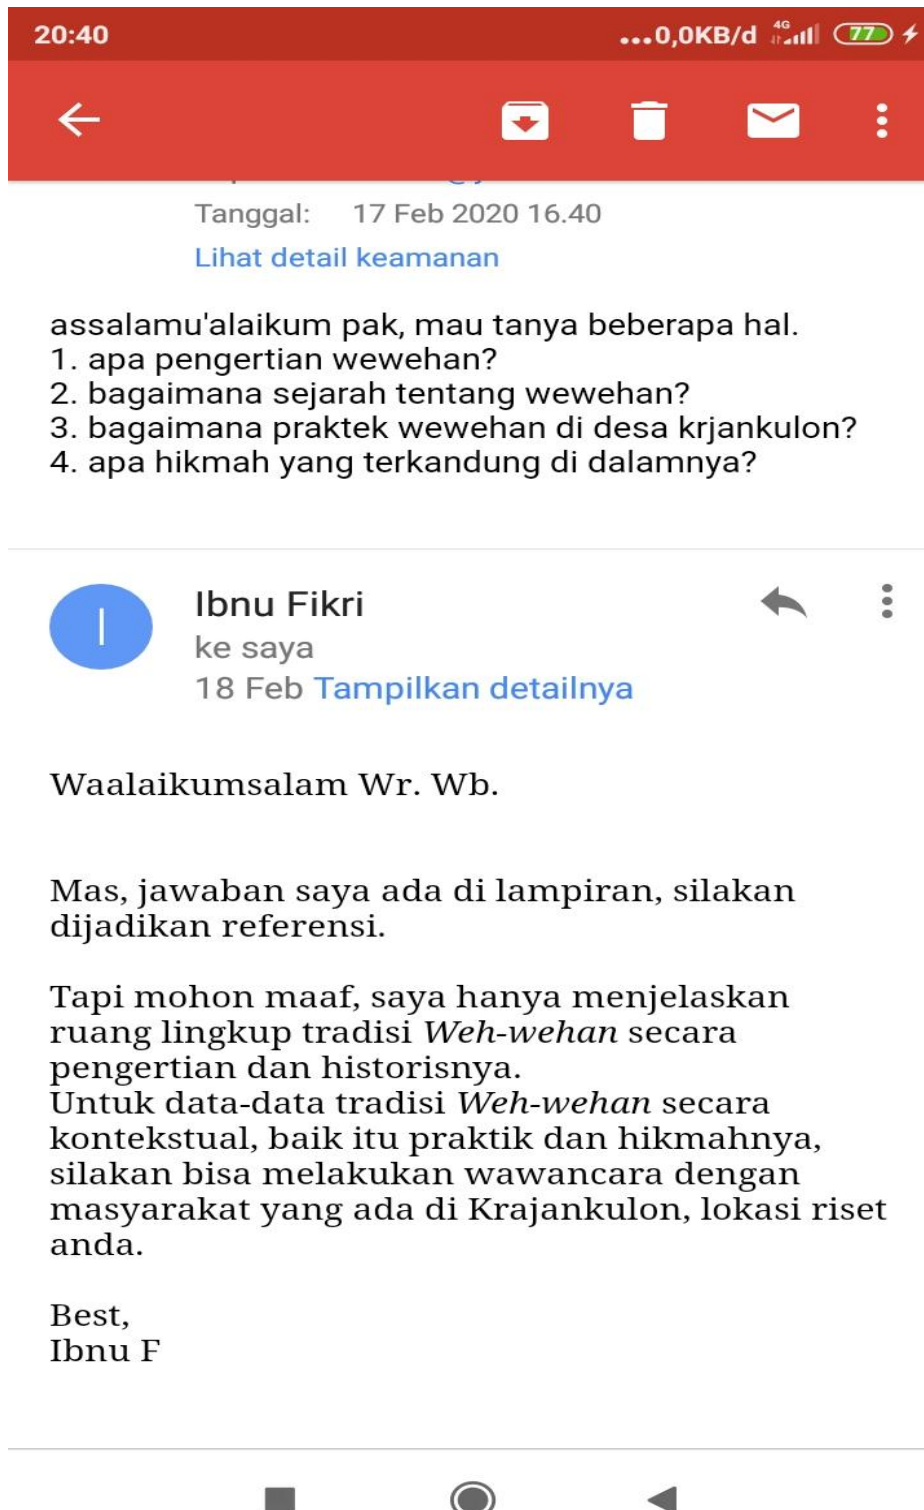 20:40
...0,0KB/d 4G 77
Tanggal: 17 Feb 2020 16.40
Lihat detail keamanan
assalamu'alaikum pak, mau tanya beberapa hal.
1. apa pengertian wewehan?
2. bagaimana sejarah tentang wewehan?
3. bagaimana praktek wewehan di desa krjankulon?
4. apa hikmah yang terkandung di dalamnya?
I
Ibnu Fikri
ke saya
18 Feb Tampilkan detailnya
Waalaikumsalam Wr. Wb.
Mas, jawaban saya ada di lampiran, silakan
dijadikan referensi.
Tapi mohon maaf, saya hanya menjelaskan
ruang lingkup tradisi Weh-wehan secara
pengertian dan historisnya.
Untuk data-data tradisi Weh-wehan secara
kontekstual, baik itu praktik dan hikmahnya,
silakan bisa melakukan wawancara dengan
masyarakat yang ada di Krajankulon, lokasi riset
anda.
Best,
Ibnu F